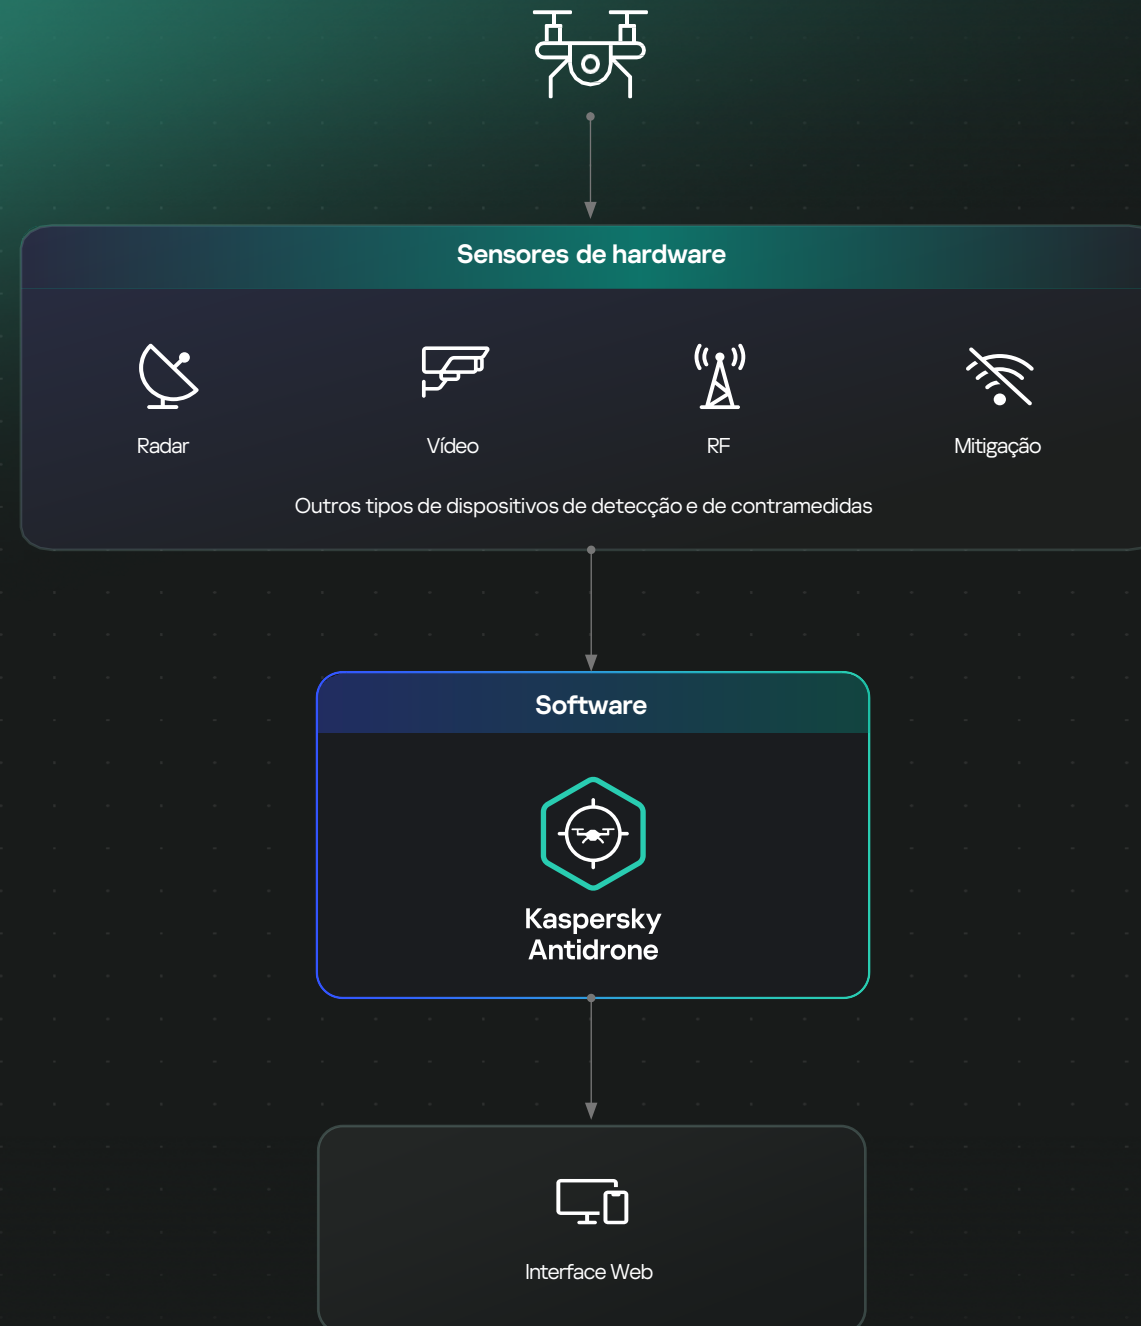 Sensores de hardware
Radar
Vídeo
RF
Mitigação
Outros tipos de dispositivos de detecção e de contramedidas
Software
Kaspersky
Antidrone
Interface Web